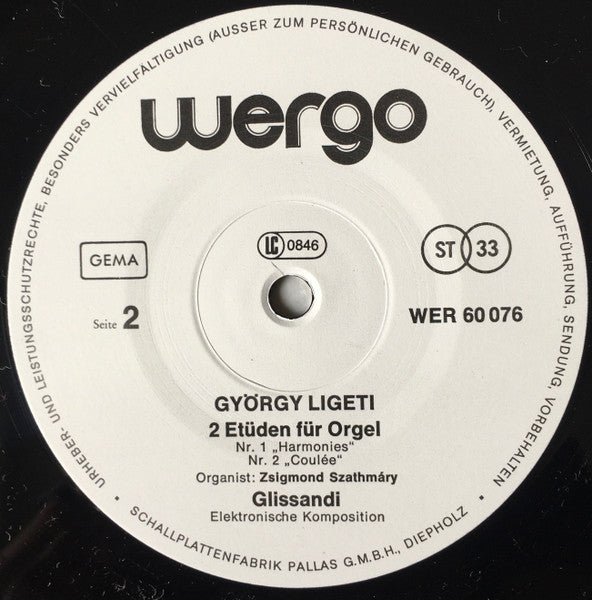 URHEBER- UND LEISTUNGSSCHUTZRECHTE, BESONDERS VERVIELFÄLTIGUNG (AUSSER ZUM PERSÖNLICHEN GEBRAUCH), VERMIETUNG, AUFFÜHRUNG, SENDUNG, VORBEHALTEN
wergo
LC 0846
GEMA
ST 33
Seite 2
WER 60 076
GYÖRGY LIGETI
2 Etüden für Orgel
Nr. 1 „Harmonies“
Nr. 2 „Coulée“
Organist: Zsigmond Szathmáry
Glissandi
Elektronische Komposition
• SCHALLPLATTENFABRIK PALLAS G.M.B.H., DIEPHOLZ •